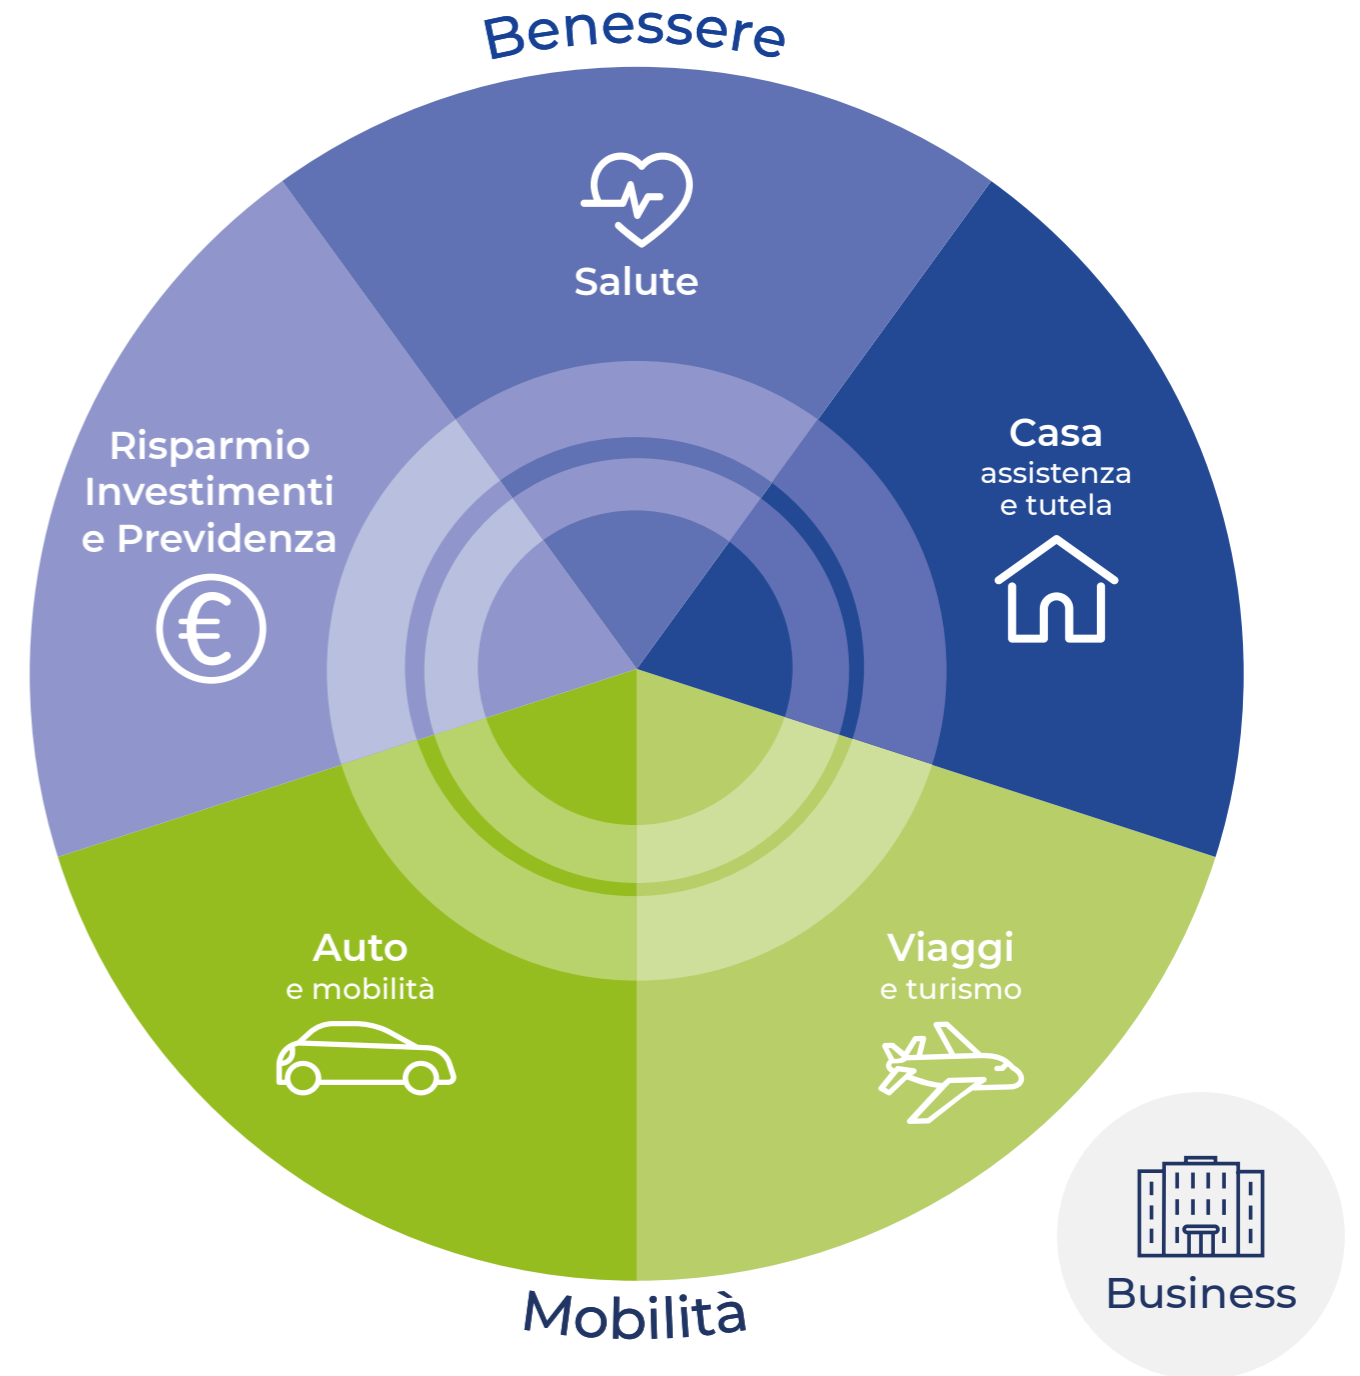 Benessere
Salute
Risparmio
Investimenti
e Previdenza
€
Casa
assistenza
e tutela
Auto
e mobilità
Viaggi
e turismo
Business
Mobilità